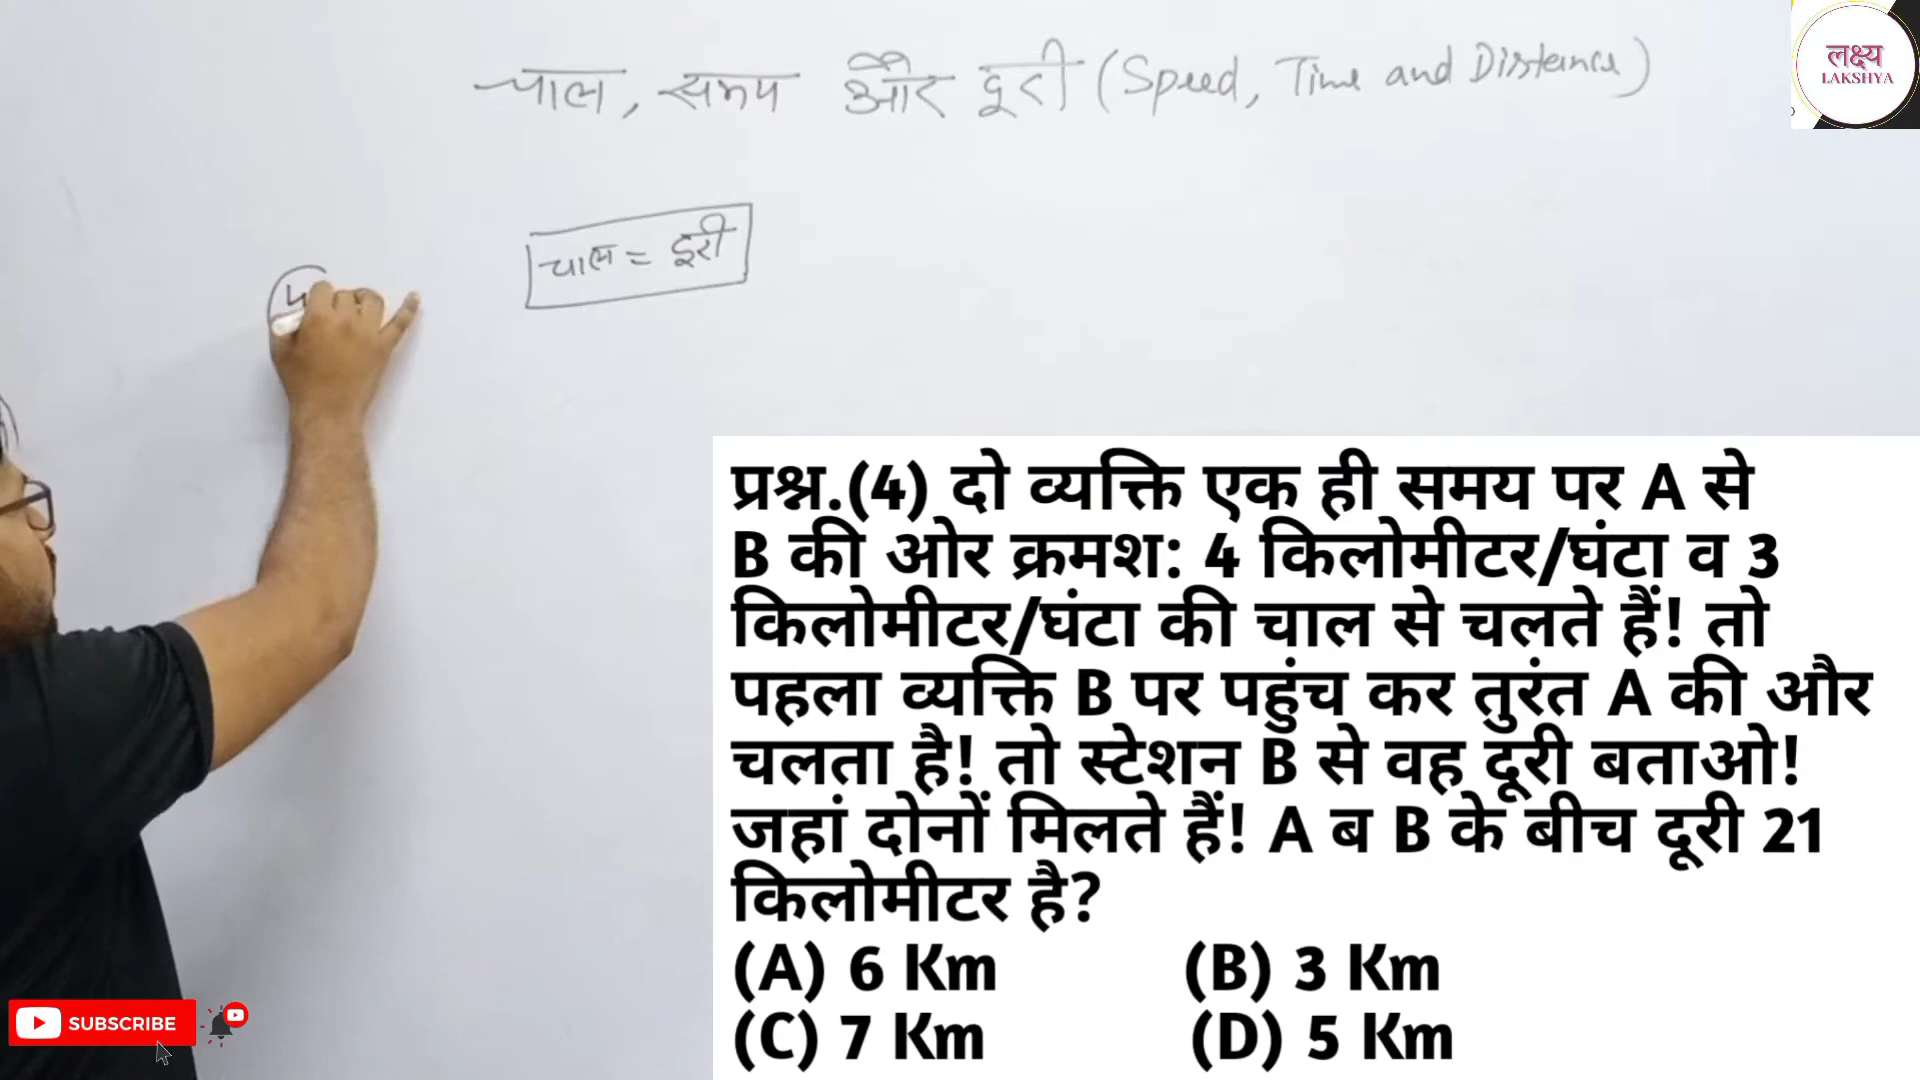 चाल, समय और दूरी (Speed, Time and Distance)
लक्ष्य
LAKSHYA
चाल = दूरी
4
प्रश्न.(4) दो व्यक्ति एक ही समय पर A से
B की ओर क्रमश: 4 किलोमीटर/घंटा व 3
किलोमीटर/घंटा की चाल से चलते हैं! तो
पहला व्यक्ति B पर पहुंच कर तुरंत A की और
चलता है! तो स्टेशन B से वह दूरी बताओ!
जहां दोनों मिलते हैं! A ब B के बीच दूरी 21
किलोमीटर है?
(A) 6 Km (B) 3 Km
(C) 7 Km (D) 5 Km
SUBSCRIBE